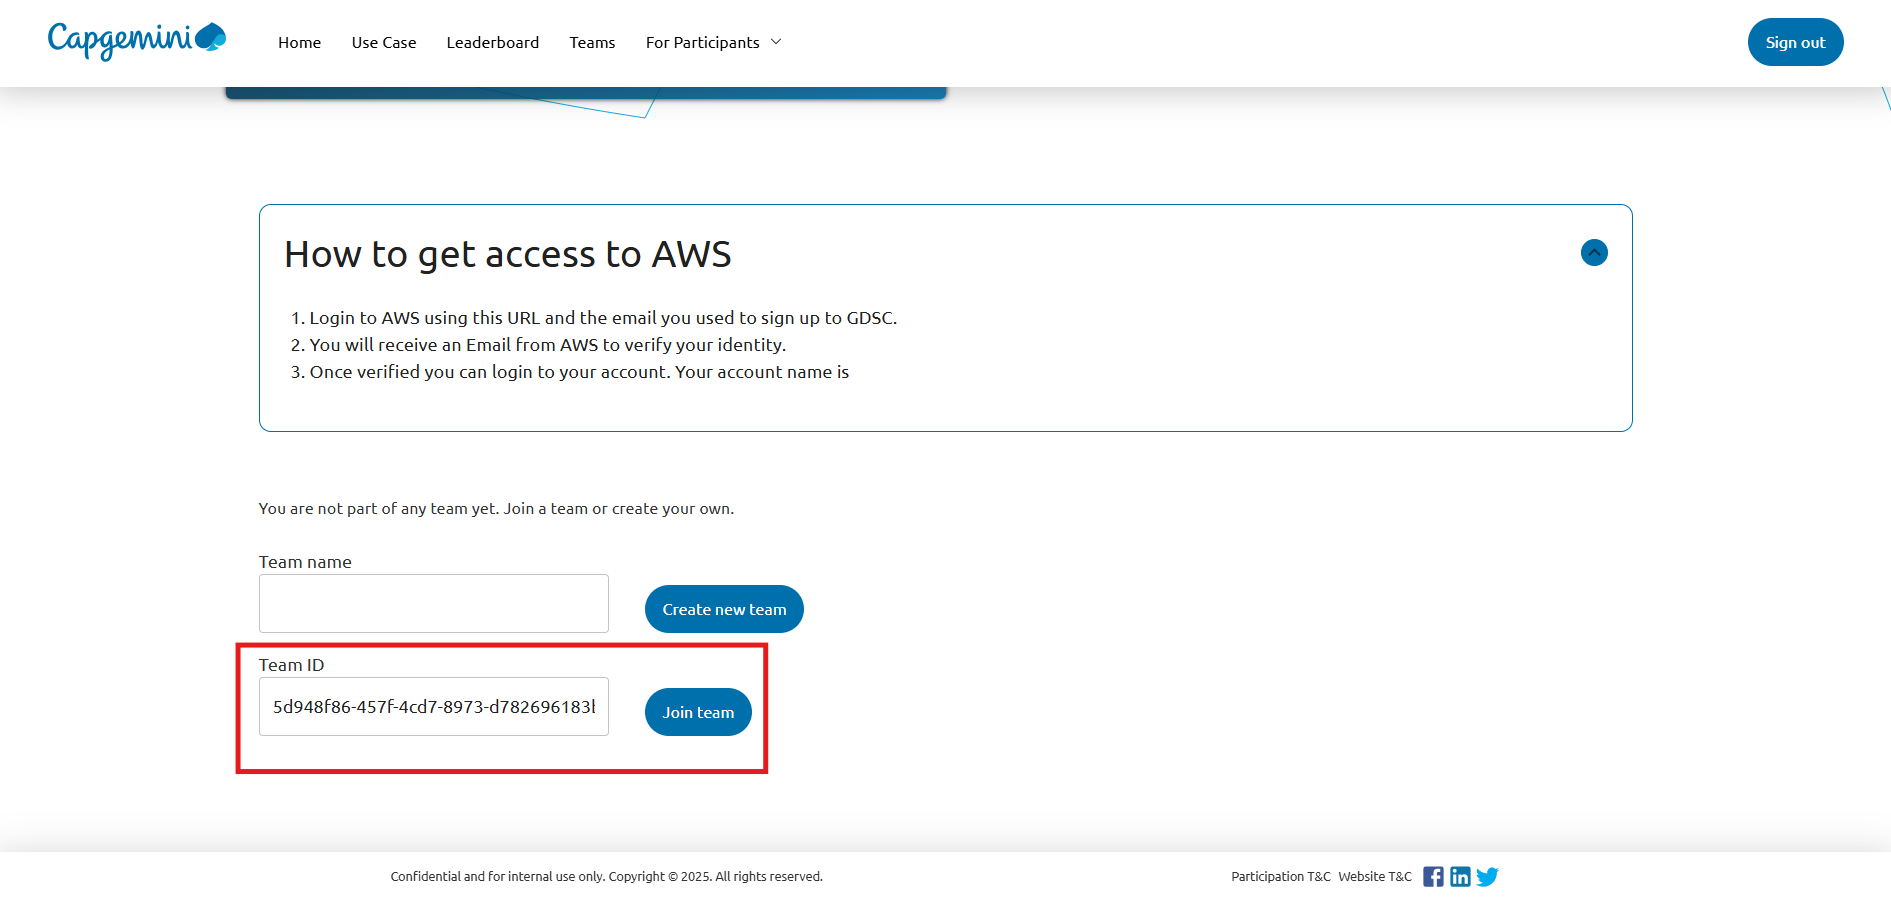 Capgemini
Home Use Case Leaderboard Teams For Participants
Sign out
How to get access to AWS
1. Login to AWS using this URL and the email you used to sign up to GDSC.
2. You will receive an Email from AWS to verify your identity.
3. Once verified you can login to your account. Your account name is
You are not part of any team yet. Join a team or create your own.
Team name
Create new team
Team ID
5d948f86-457f-4cd7-8973-d782696183
Join team
Confidential and for internal use only. Copyright © 2025. All rights reserved.
Participation T&C Website T&C